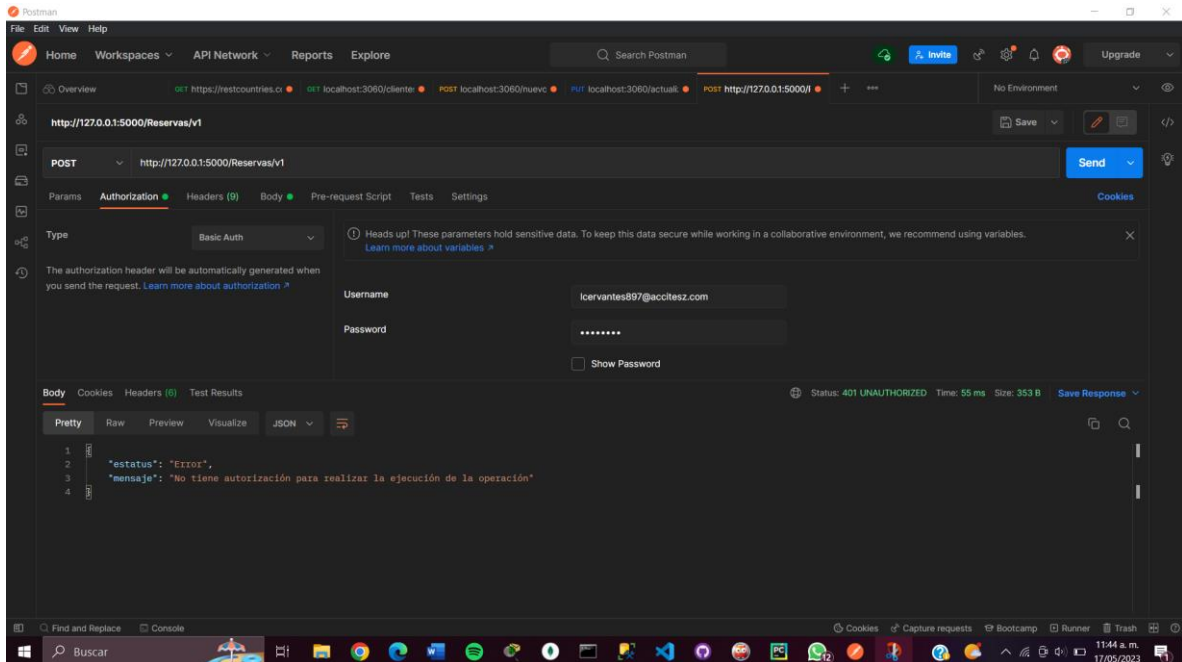 Postman
File Edit View Help
Home Workspaces API Network Reports Explore Search Postman Invite Upgrade
Overview GET https://restcountries.c GET localhost:3060/cliente: POST localhost:3060/nuevc PUT localhost:3060/actuali. POST http://127.0.0.1:5000/l No Environment
http://127.0.0.1:5000/Reservas/v1 Save
POST http://127.0.0.1:5000/Reservas/v1 Send
Params Authorization Headers (9) Body Pre-request Script Tests Settings Cookies
Type Basic Auth
Heads up! These parameters hold sensitive data. To keep this data secure while working in a collaborative environment, we recommend using variables.
Learn more about variables
The authorization header will be automatically generated when
you send the request. Learn more about authorization
Username lcervantes897@accitesz.com
Password ••••••••
Show Password
Body Cookies Headers (6) Test Results Status: 401 UNAUTHORIZED Time: 55 ms Size: 353 B Save Response
Pretty Raw Preview Visualize JSON
1 {
2 "estatus": "Error",
3 "mensaje": "No tiene autorización para realizar la ejecución de la operación"
4 }
Find and Replace Console Cookies Capture requests Bootcamp Runner Trash
Buscar 11:44 a. m.
17/05/2023